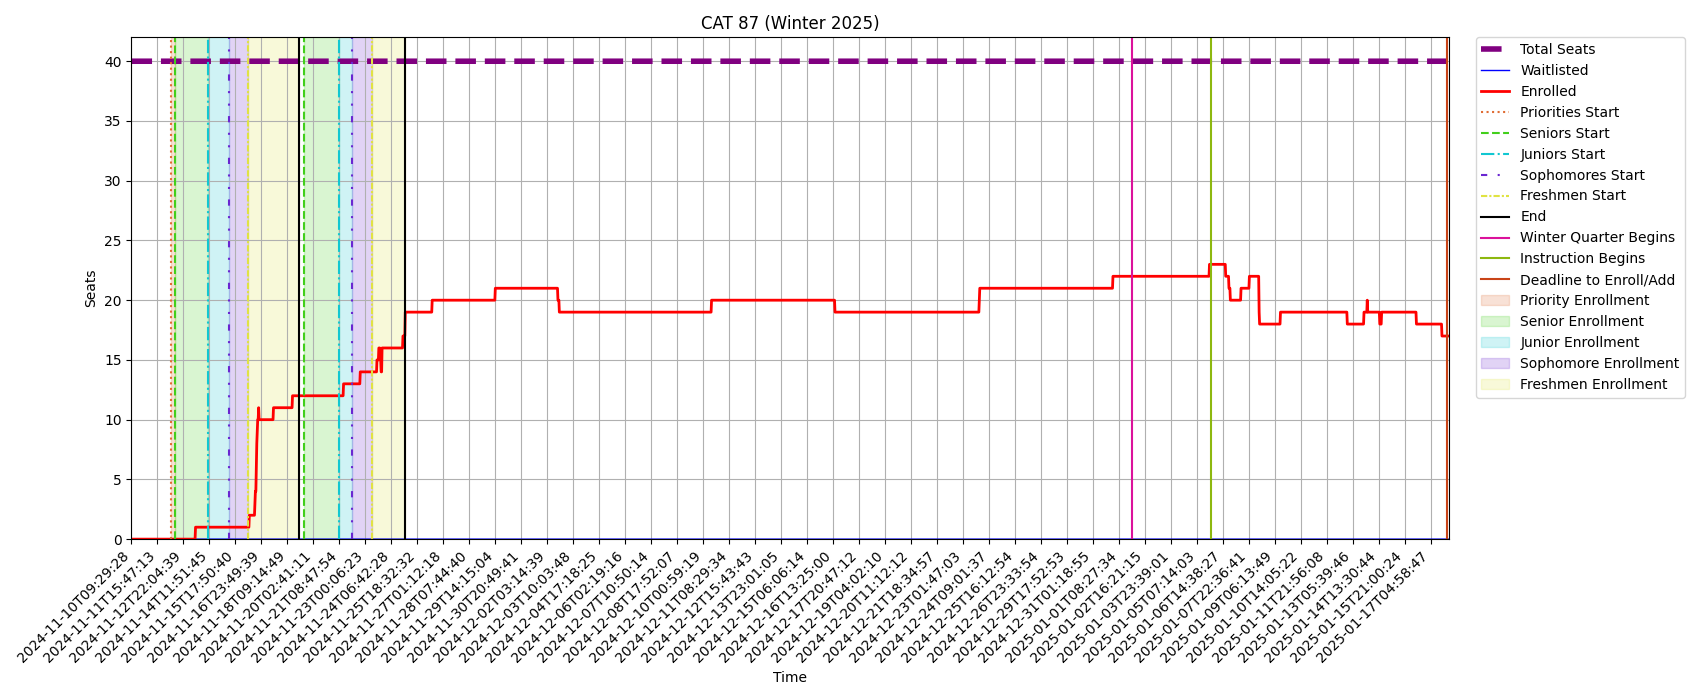 CAT 87 (Winter 2025)
Seats
40
35
30
25
20
15
10
5
0
2024-11-10T09:29:28
2024-11-11T15:47:13
2024-11-12T22:04:39
2024-11-14T11:51:45
2024-11-15T17:50:40
2024-11-16T23:49:39
2024-11-18T09:14:49
2024-11-20T02:41:11
2024-11-21T08:47:54
2024-11-23T00:06:23
2024-11-24T06:42:28
2024-11-25T18:32:32
2024-11-27T01:12:18
2024-11-28T07:44:40
2024-11-29T14:15:04
2024-11-30T20:49:41
2024-12-02T03:14:39
2024-12-03T10:03:48
2024-12-04T17:18:25
2024-12-06T02:19:16
2024-12-07T10:50:14
2024-12-08T17:52:07
2024-12-10T00:59:19
2024-12-11T08:29:34
2024-12-12T15:43:43
2024-12-13T23:01:05
2024-12-15T06:06:14
2024-12-16T13:25:00
2024-12-17T20:47:12
2024-12-19T04:02:10
2024-12-20T11:12:12
2024-12-21T18:34:57
2024-12-23T01:47:03
2024-12-24T09:01:37
2024-12-25T16:12:54
2024-12-26T23:33:54
2024-12-29T17:52:53
2024-12-31T01:18:55
2025-01-01T08:27:34
2025-01-02T16:21:15
2025-01-03T23:39:01
2025-01-05T07:14:03
2025-01-06T14:38:27
2025-01-07T22:36:41
2025-01-09T06:13:49
2025-01-10T14:05:22
2025-01-11T21:56:08
2025-01-13T05:39:46
2025-01-14T13:30:44
2025-01-15T21:00:24
2025-01-17T04:58:47
Time
Total Seats
Waitlisted
Enrolled
Priorities Start
Seniors Start
Juniors Start
Sophomores Start
Freshmen Start
End
Winter Quarter Begins
Instruction Begins
Deadline to Enroll/Add
Priority Enrollment
Senior Enrollment
Junior Enrollment
Sophomore Enrollment
Freshmen Enrollment